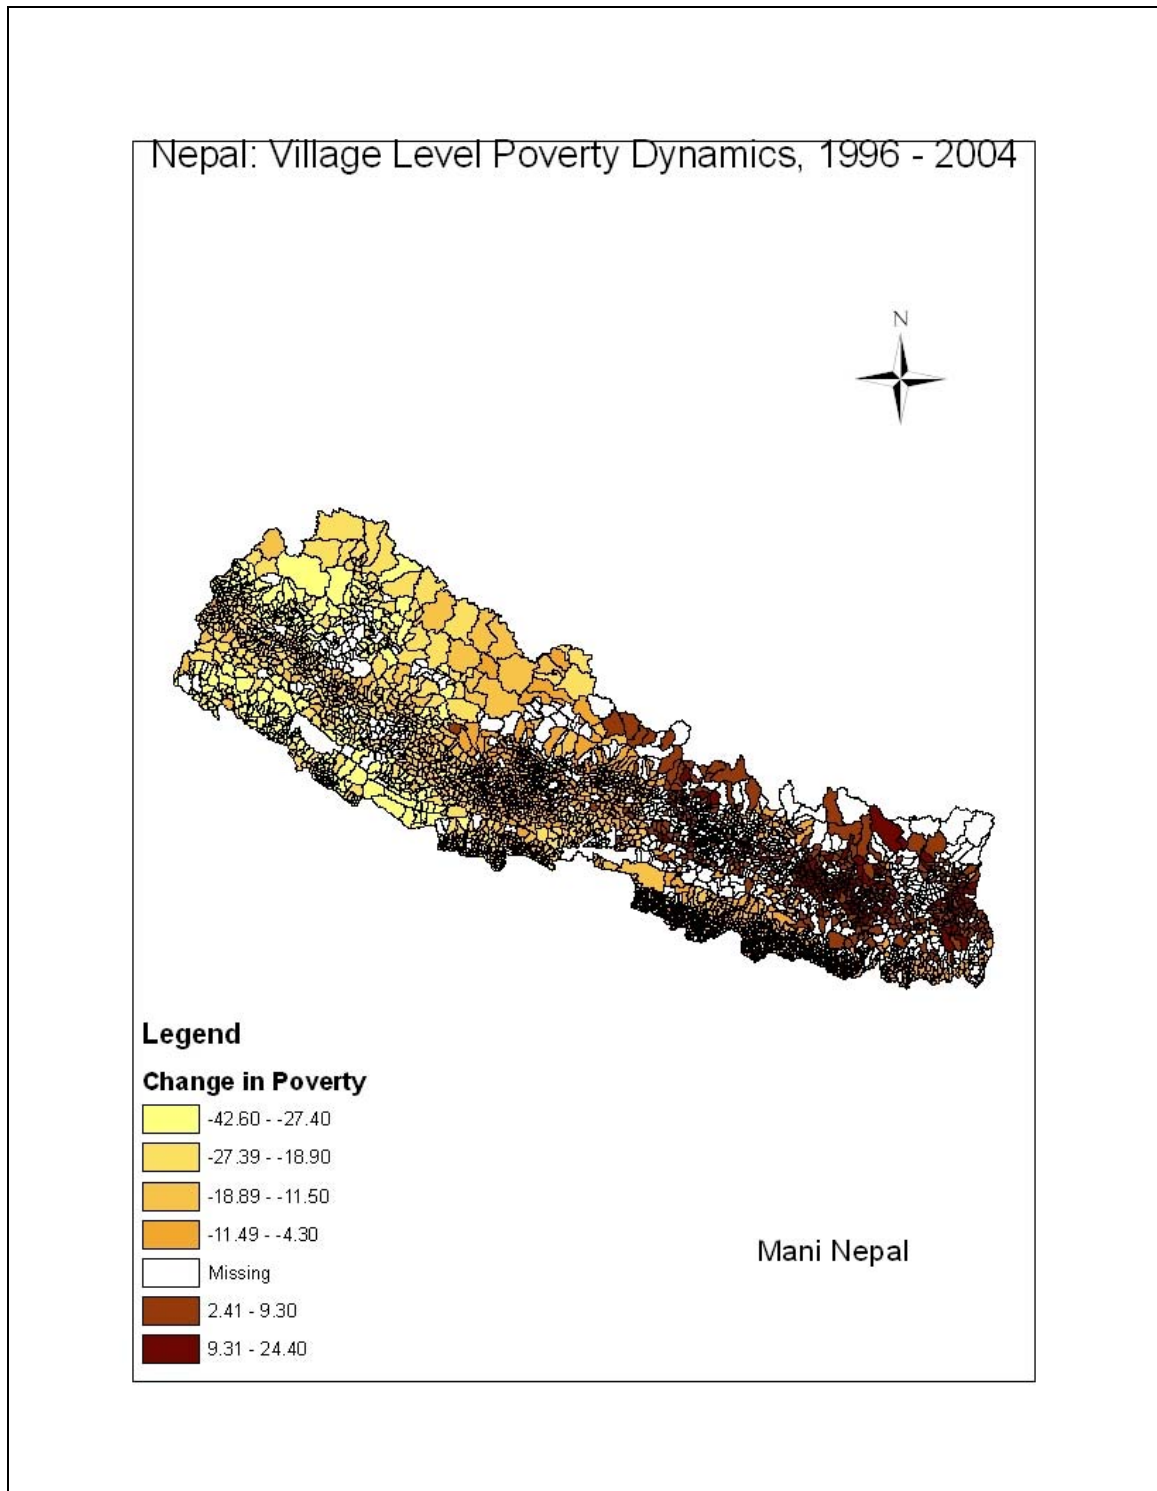 Nepal: Village Level Poverty Dynamics, 1996 - 2004
N
Legend
Change in Poverty
-42.60 - -27.40
-27.39 - -18.90
-18.89 - -11.50
-11.49 - -4.30
Missing
2.41 - 9.30
9.31 - 24.40
Mani Nepal